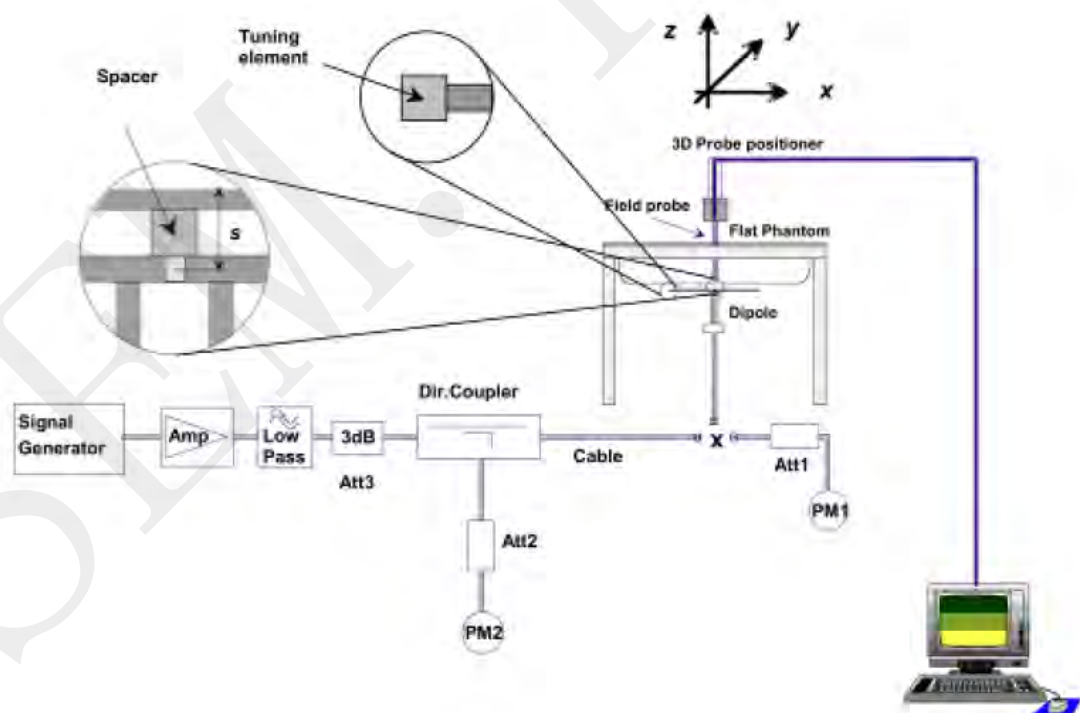 Tuning
element
Spacer
z
y
x
3D Probe positioner
Field probe
Flat Phantom
s
Dipole
Dir.Coupler
Signal
Generator
Amp
Low
Pass
3dB
Att3
Cable
x
Att1
PM1
Att2
PM2